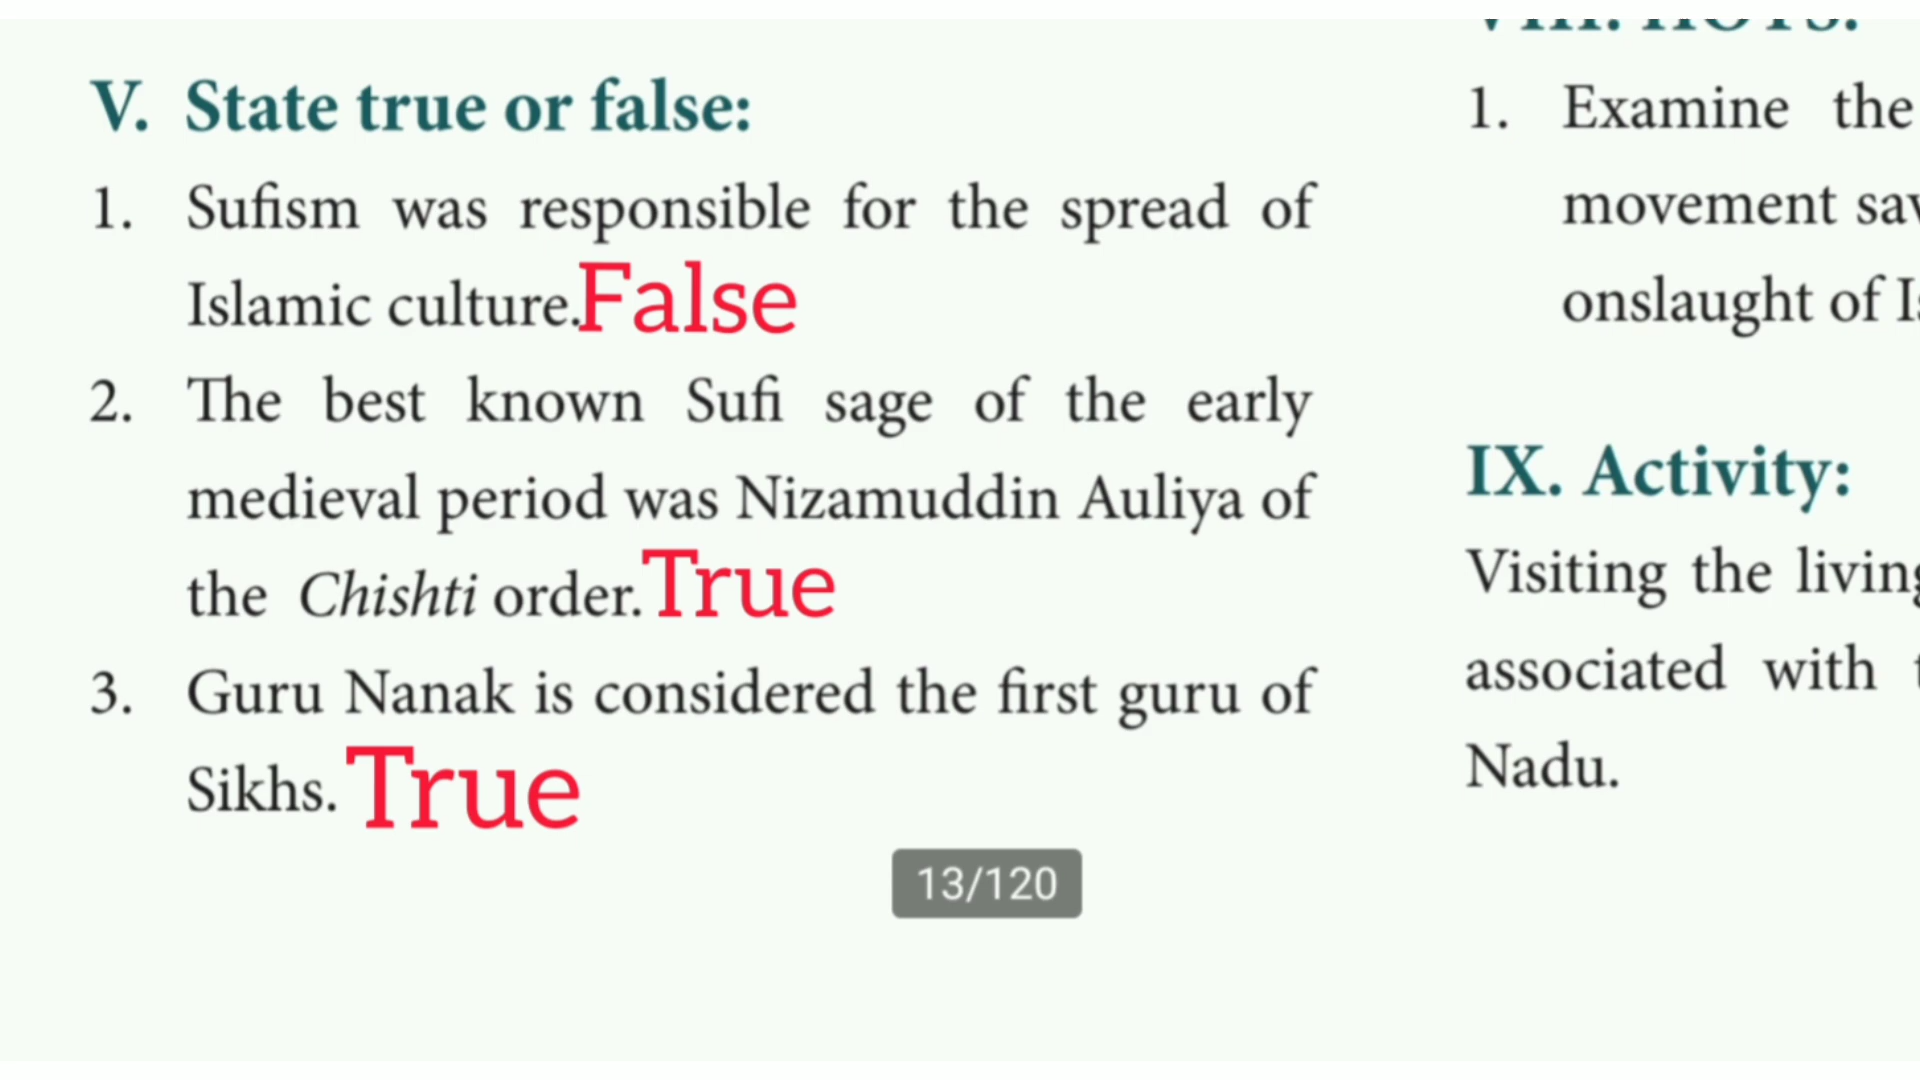 V. State true or false:
1. Sufism was responsible for the spread of
Islamic culture.False
2. The best known Sufi sage of the early
medieval period was Nizamuddin Auliya of
the Chishti order.True
3. Guru Nanak is considered the first guru of
Sikhs. True
VIII. HOTS:
1. Examine the
movement
onslaught of
IX. Activity:
Visiting the living
associated with
Nadu.
13/120